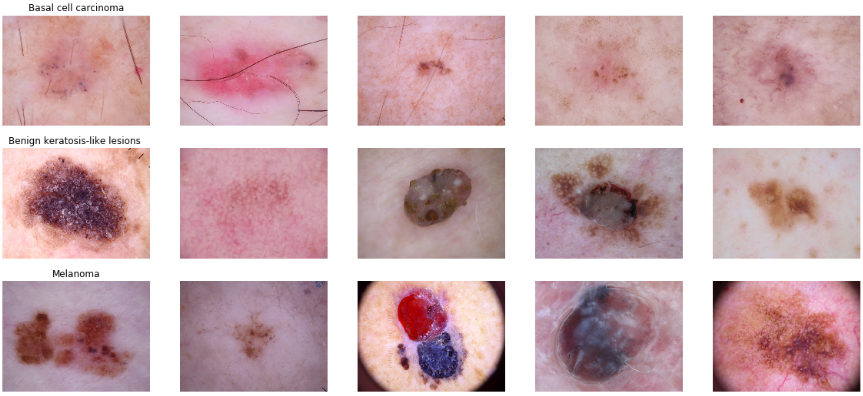 Basal cell carcinoma
Benign keratosis-like lesions
Melanoma